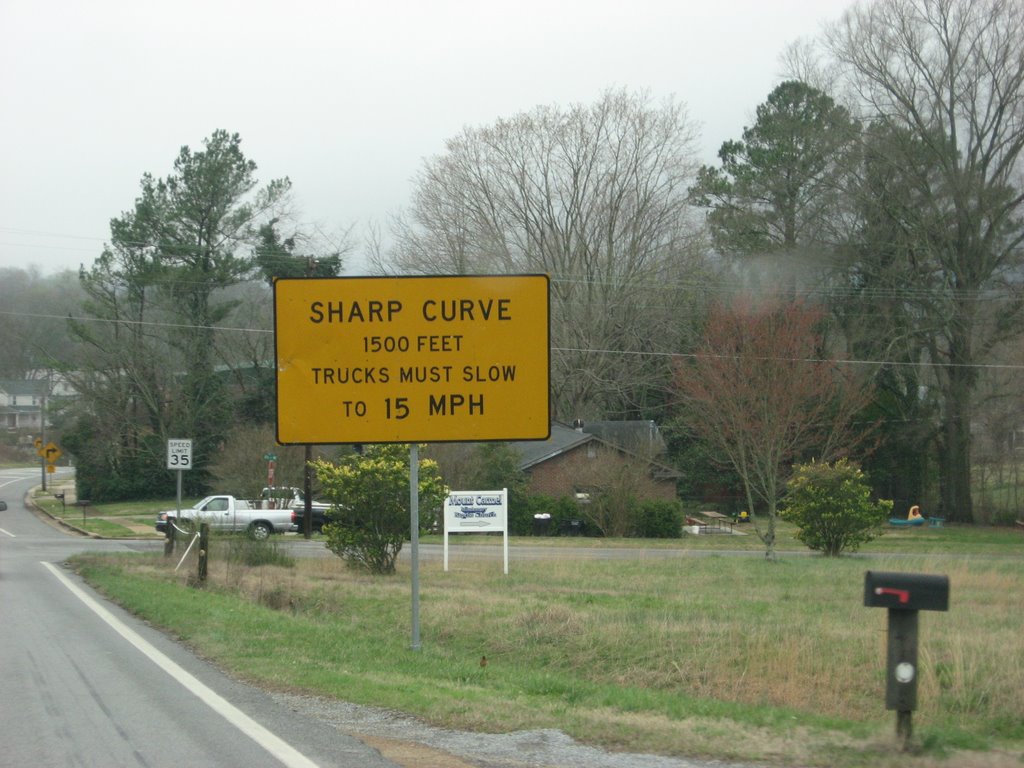 SHARP CURVE
1500 FEET
TRUCKS MUST SLOW
TO 15 MPH
SPEED
LIMIT
35
Mount Carmel